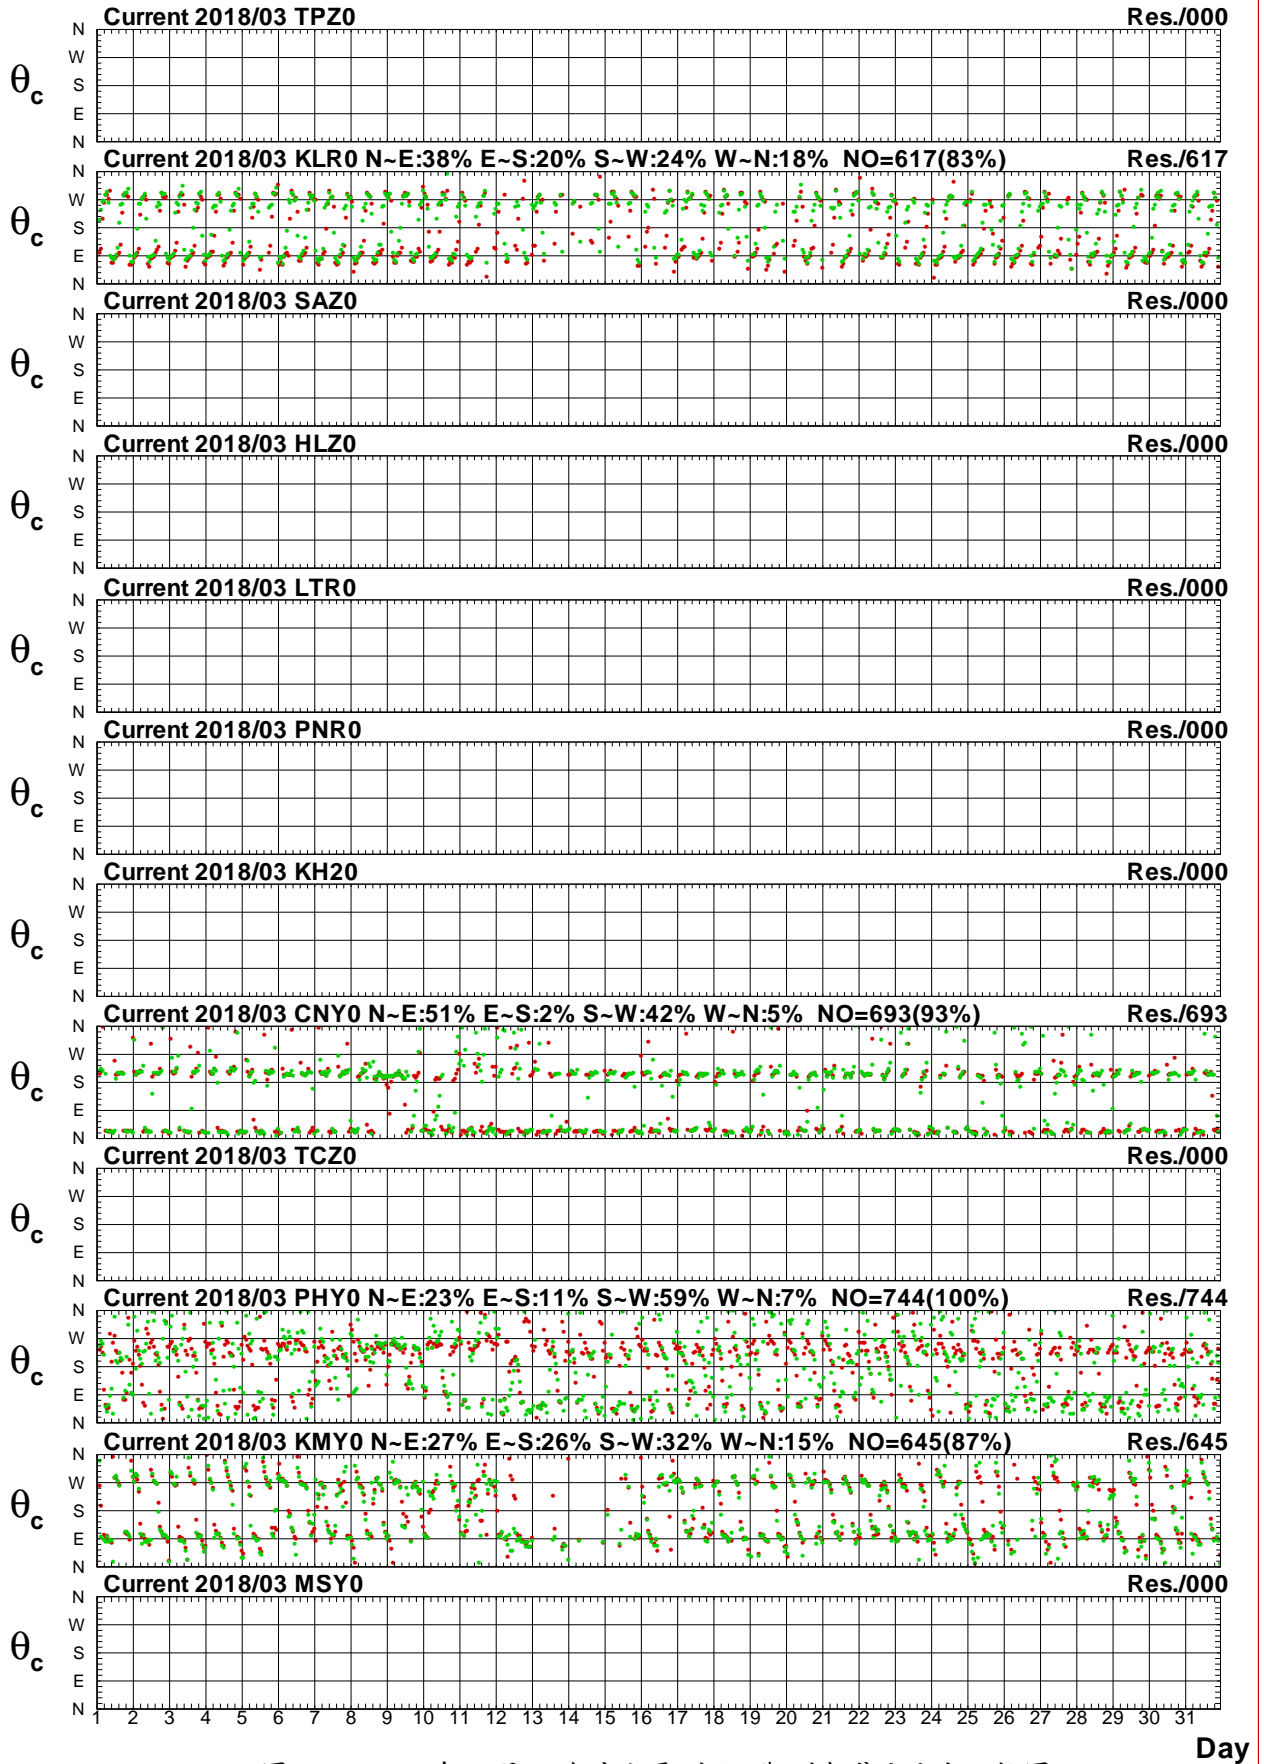 Current 2018/03 TPZ0 Res./000
N
W
θc S
E
N
Current 2018/03 KLR0 N~E:38% E~S:20% S~W:24% W~N:18% NO=617(83%) Res./617
N
W
θc S
E
N
Current 2018/03 SAZ0 Res./000
N
W
θc S
E
N
Current 2018/03 HLZ0 Res./000
N
W
θc S
E
N
Current 2018/03 LTR0 Res./000
N
W
θc S
E
N
Current 2018/03 PNR0 Res./000
N
W
θc S
E
N
Current 2018/03 KH20 Res./000
N
W
θc S
E
N
Current 2018/03 CNY0 N~E:51% E~S:2% S~W:42% W~N:5% NO=693(93%) Res./693
N
W
θc S
E
N
Current 2018/03 TCZ0 Res./000
N
W
θc S
E
N
Current 2018/03 PHY0 N~E:23% E~S:11% S~W:59% W~N:7% NO=744(100%) Res./744
N
W
θc S
E
N
Current 2018/03 KMY0 N~E:27% E~S:26% S~W:32% W~N:15% NO=645(87%) Res./645
N
W
θc S
E
N
Current 2018/03 MSY0 Res./000
N
W
θc S
E
N
1 2 3 4 5 6 7 8 9 10 11 12 13 14 15 16 17 18 19 20 21 22 23 24 25 26 27 28 29 30 31
Day